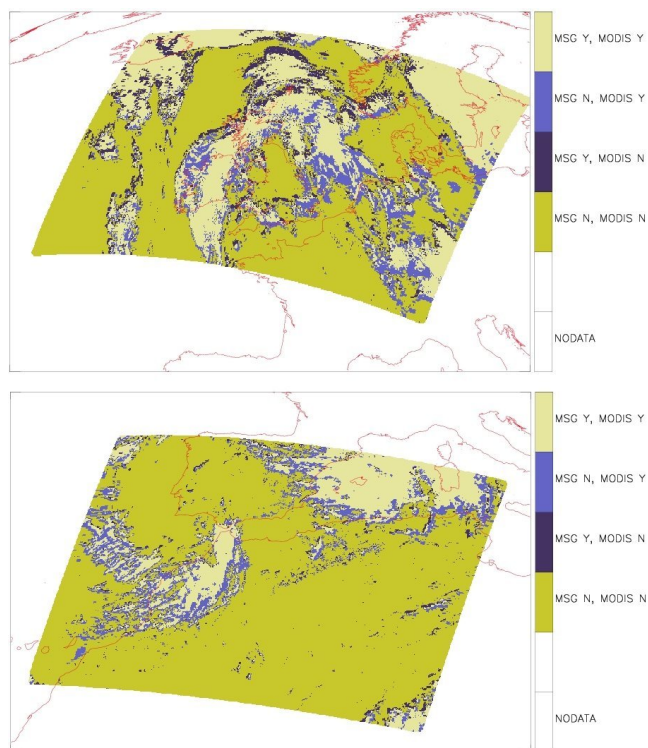 MSG Y, MODIS Y
MSG N, MODIS Y
MSG Y, MODIS N
MSG N, MODIS N
NODATA
MSG Y, MODIS Y
MSG N, MODIS Y
MSG Y, MODIS N
MSG N, MODIS N
NODATA